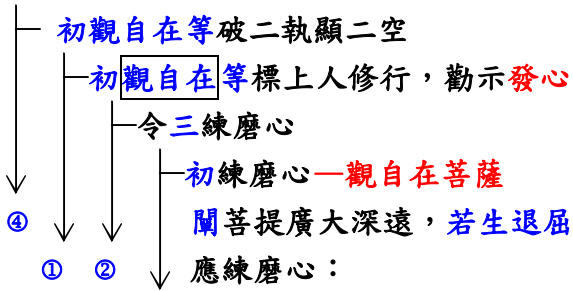 初觀自在等破二執顯二空
初觀自在等標上人修行，勸示發心
令三練磨心
初練磨心—觀自在菩薩
④
闡菩提廣大深遠，若生退屈
① ② 應練磨心：